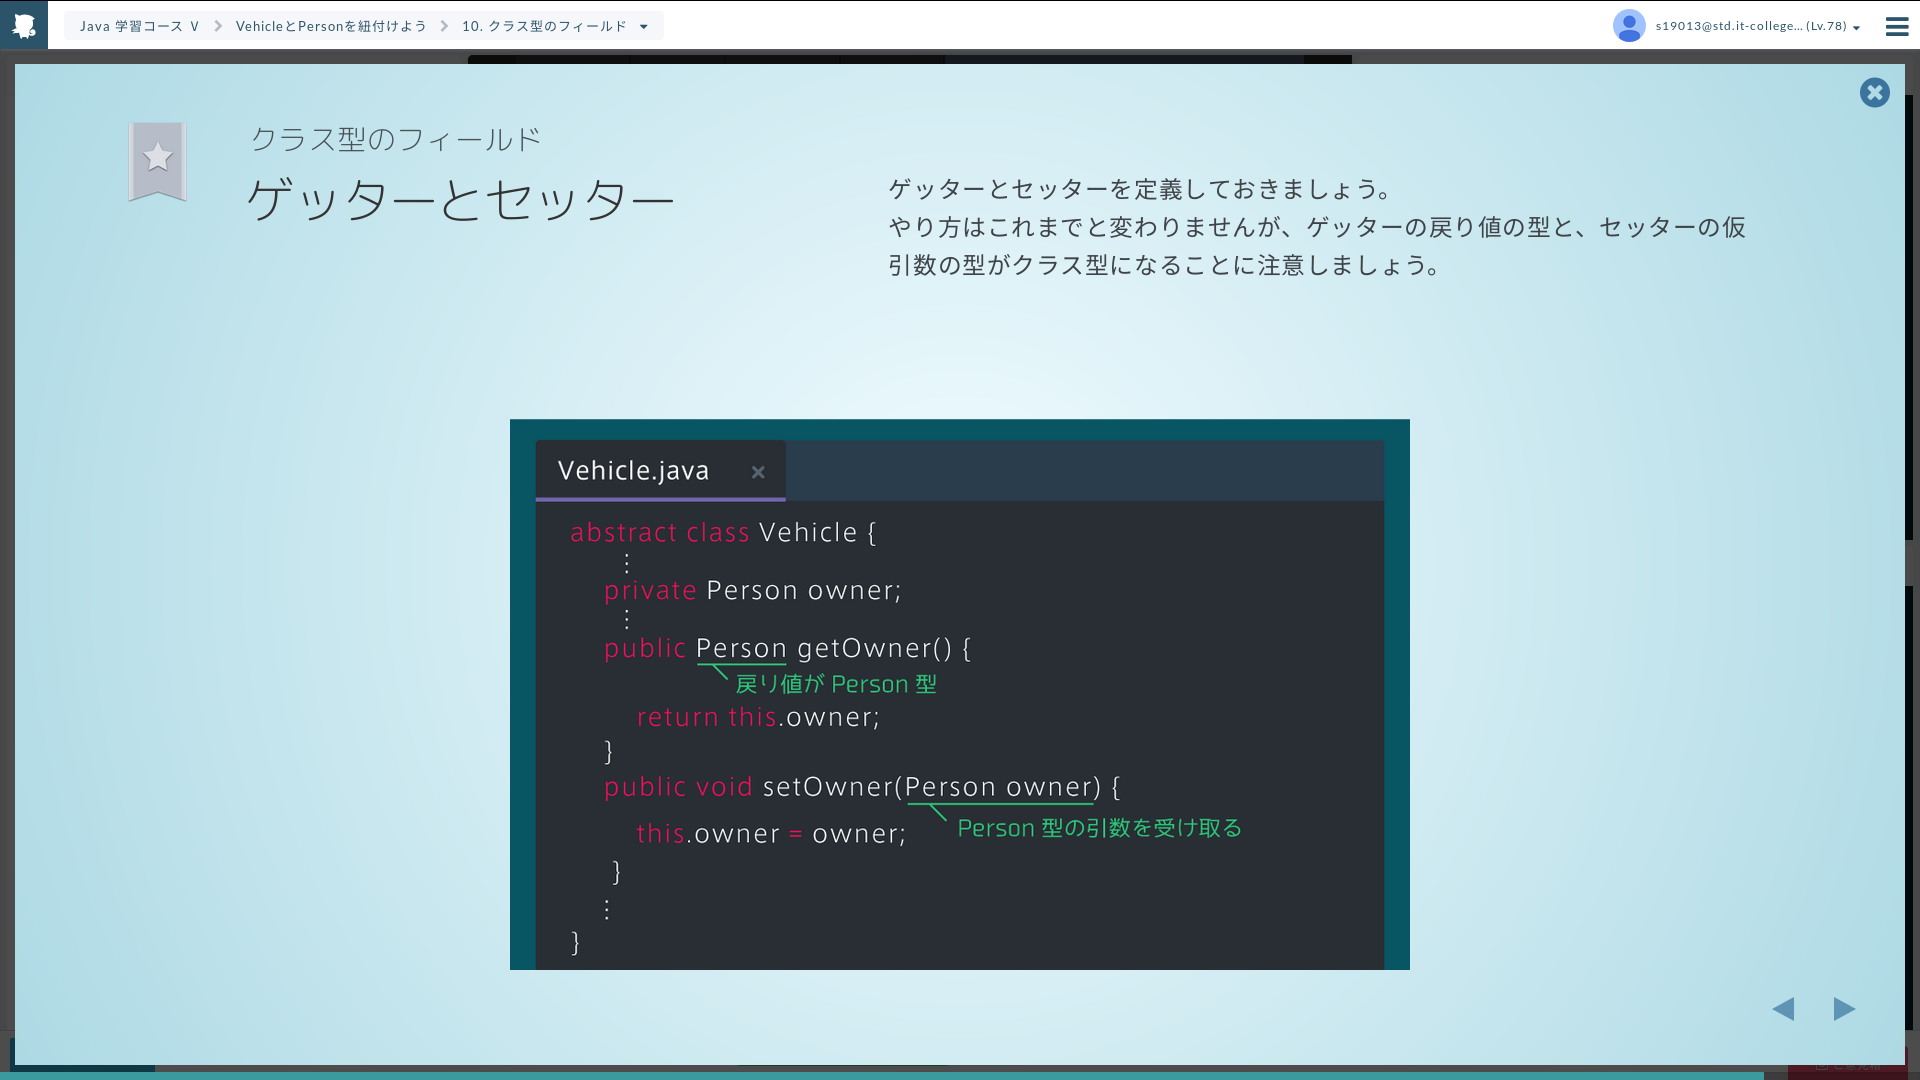 Java 学習コース Ⅴ
VehicleとPersonを紐付けよう
10. クラス型のフィールド
s19013@std.it-college... (Lv.78)
クラス型のフィールド
ゲッターとセッター
ゲッターとセッターを定義しておきましょう。
やり方はこれまでと変わりませんが、ゲッターの戻り値の型と、セッターの仮
引数の型がクラス型になることに注意しましょう。
Vehicle.java
abstract class Vehicle {
⋮
private Person owner;
⋮
public Person getOwner() {
戻り値が Person 型
return this.owner;
}
public void setOwner(Person owner) {
Person 型の引数を受け取る
this.owner = owner;
}
⋮
}